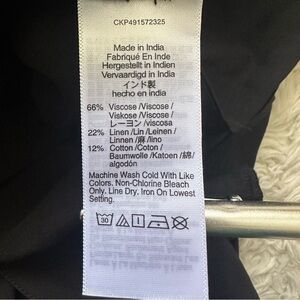 CKP491572325
Made in India
Fabriqué En Inde
Hergestellt in Indien
Vervaardigd in India
インド製
hecho en india
66% Viscose /Viscose /
Viskose /Viscose /
レーヨン /viscosa
22% Linen /Lin/Leinen /
Linnen /麻 /lino
12% Cotton /Coton /
Baumwolle /Katoen /綿/
algodón
Machine Wash Cold With Like
Colors. Non-Chlorine Bleach
Only. Line Dry. Iron On Lowest
Setting.
30